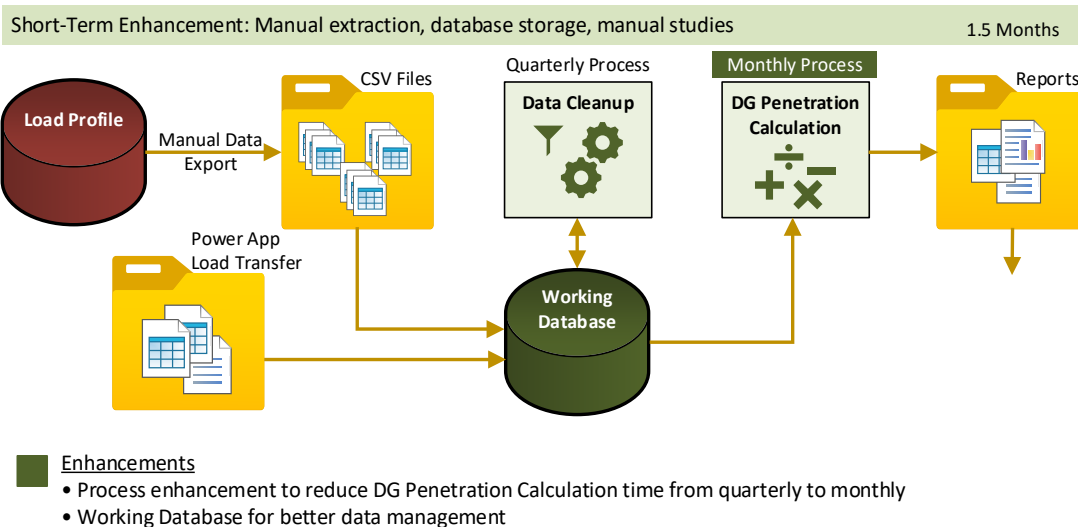 Short-Term Enhancement: Manual extraction, database storage, manual studies
1.5 Months
Load Profile
Manual Data
Export
CSV Files
Quarterly Process
Data Cleanup
Monthly Process
DG Penetration
Calculation
Reports
Power App
Load Transfer
Working
Database
Enhancements
• Process enhancement to reduce DG Penetration Calculation time from quarterly to monthly
• Working Database for better data management